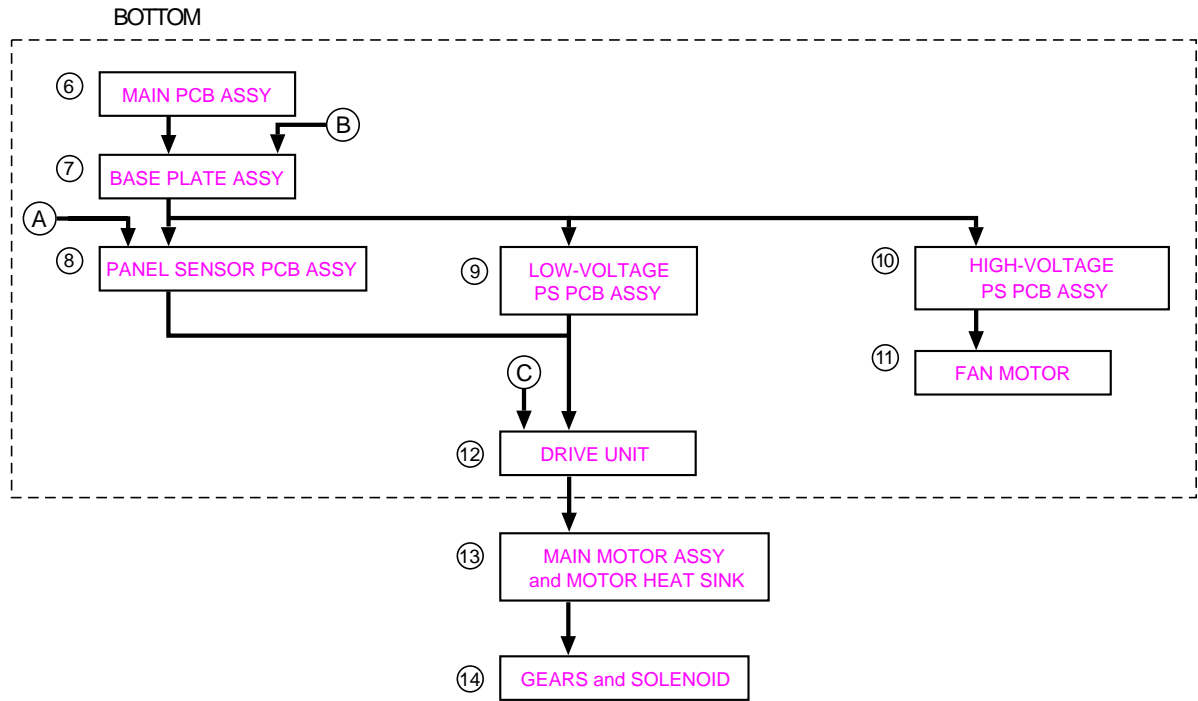 BOTTOM
6
MAIN PCB ASSY
B
7
BASE PLATE ASSY
A
8
PANEL SENSOR PCB ASSY
9
LOW-VOLTAGE
PS PCB ASSY
10
HIGH-VOLTAGE
PS PCB ASSY
11
FAN MOTOR
C
12
DRIVE UNIT
13
MAIN MOTOR ASSY
and MOTOR HEAT SINK
14
GEARS and SOLENOID